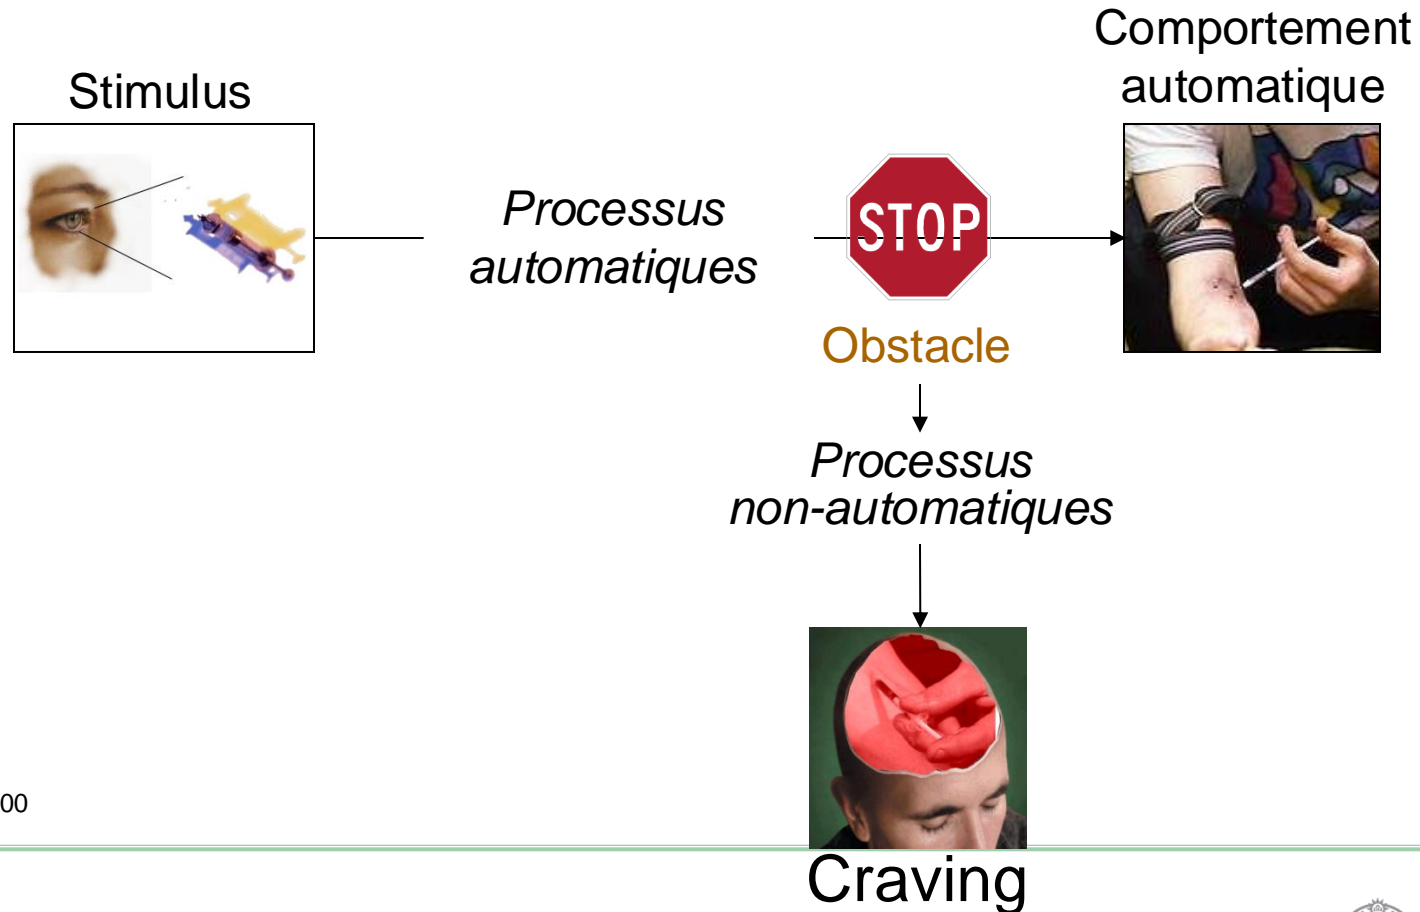 Comportement
automatique
Stimulus
Processus
automatiques
STOP
Obstacle
Processus
non-automatiques
00
Craving